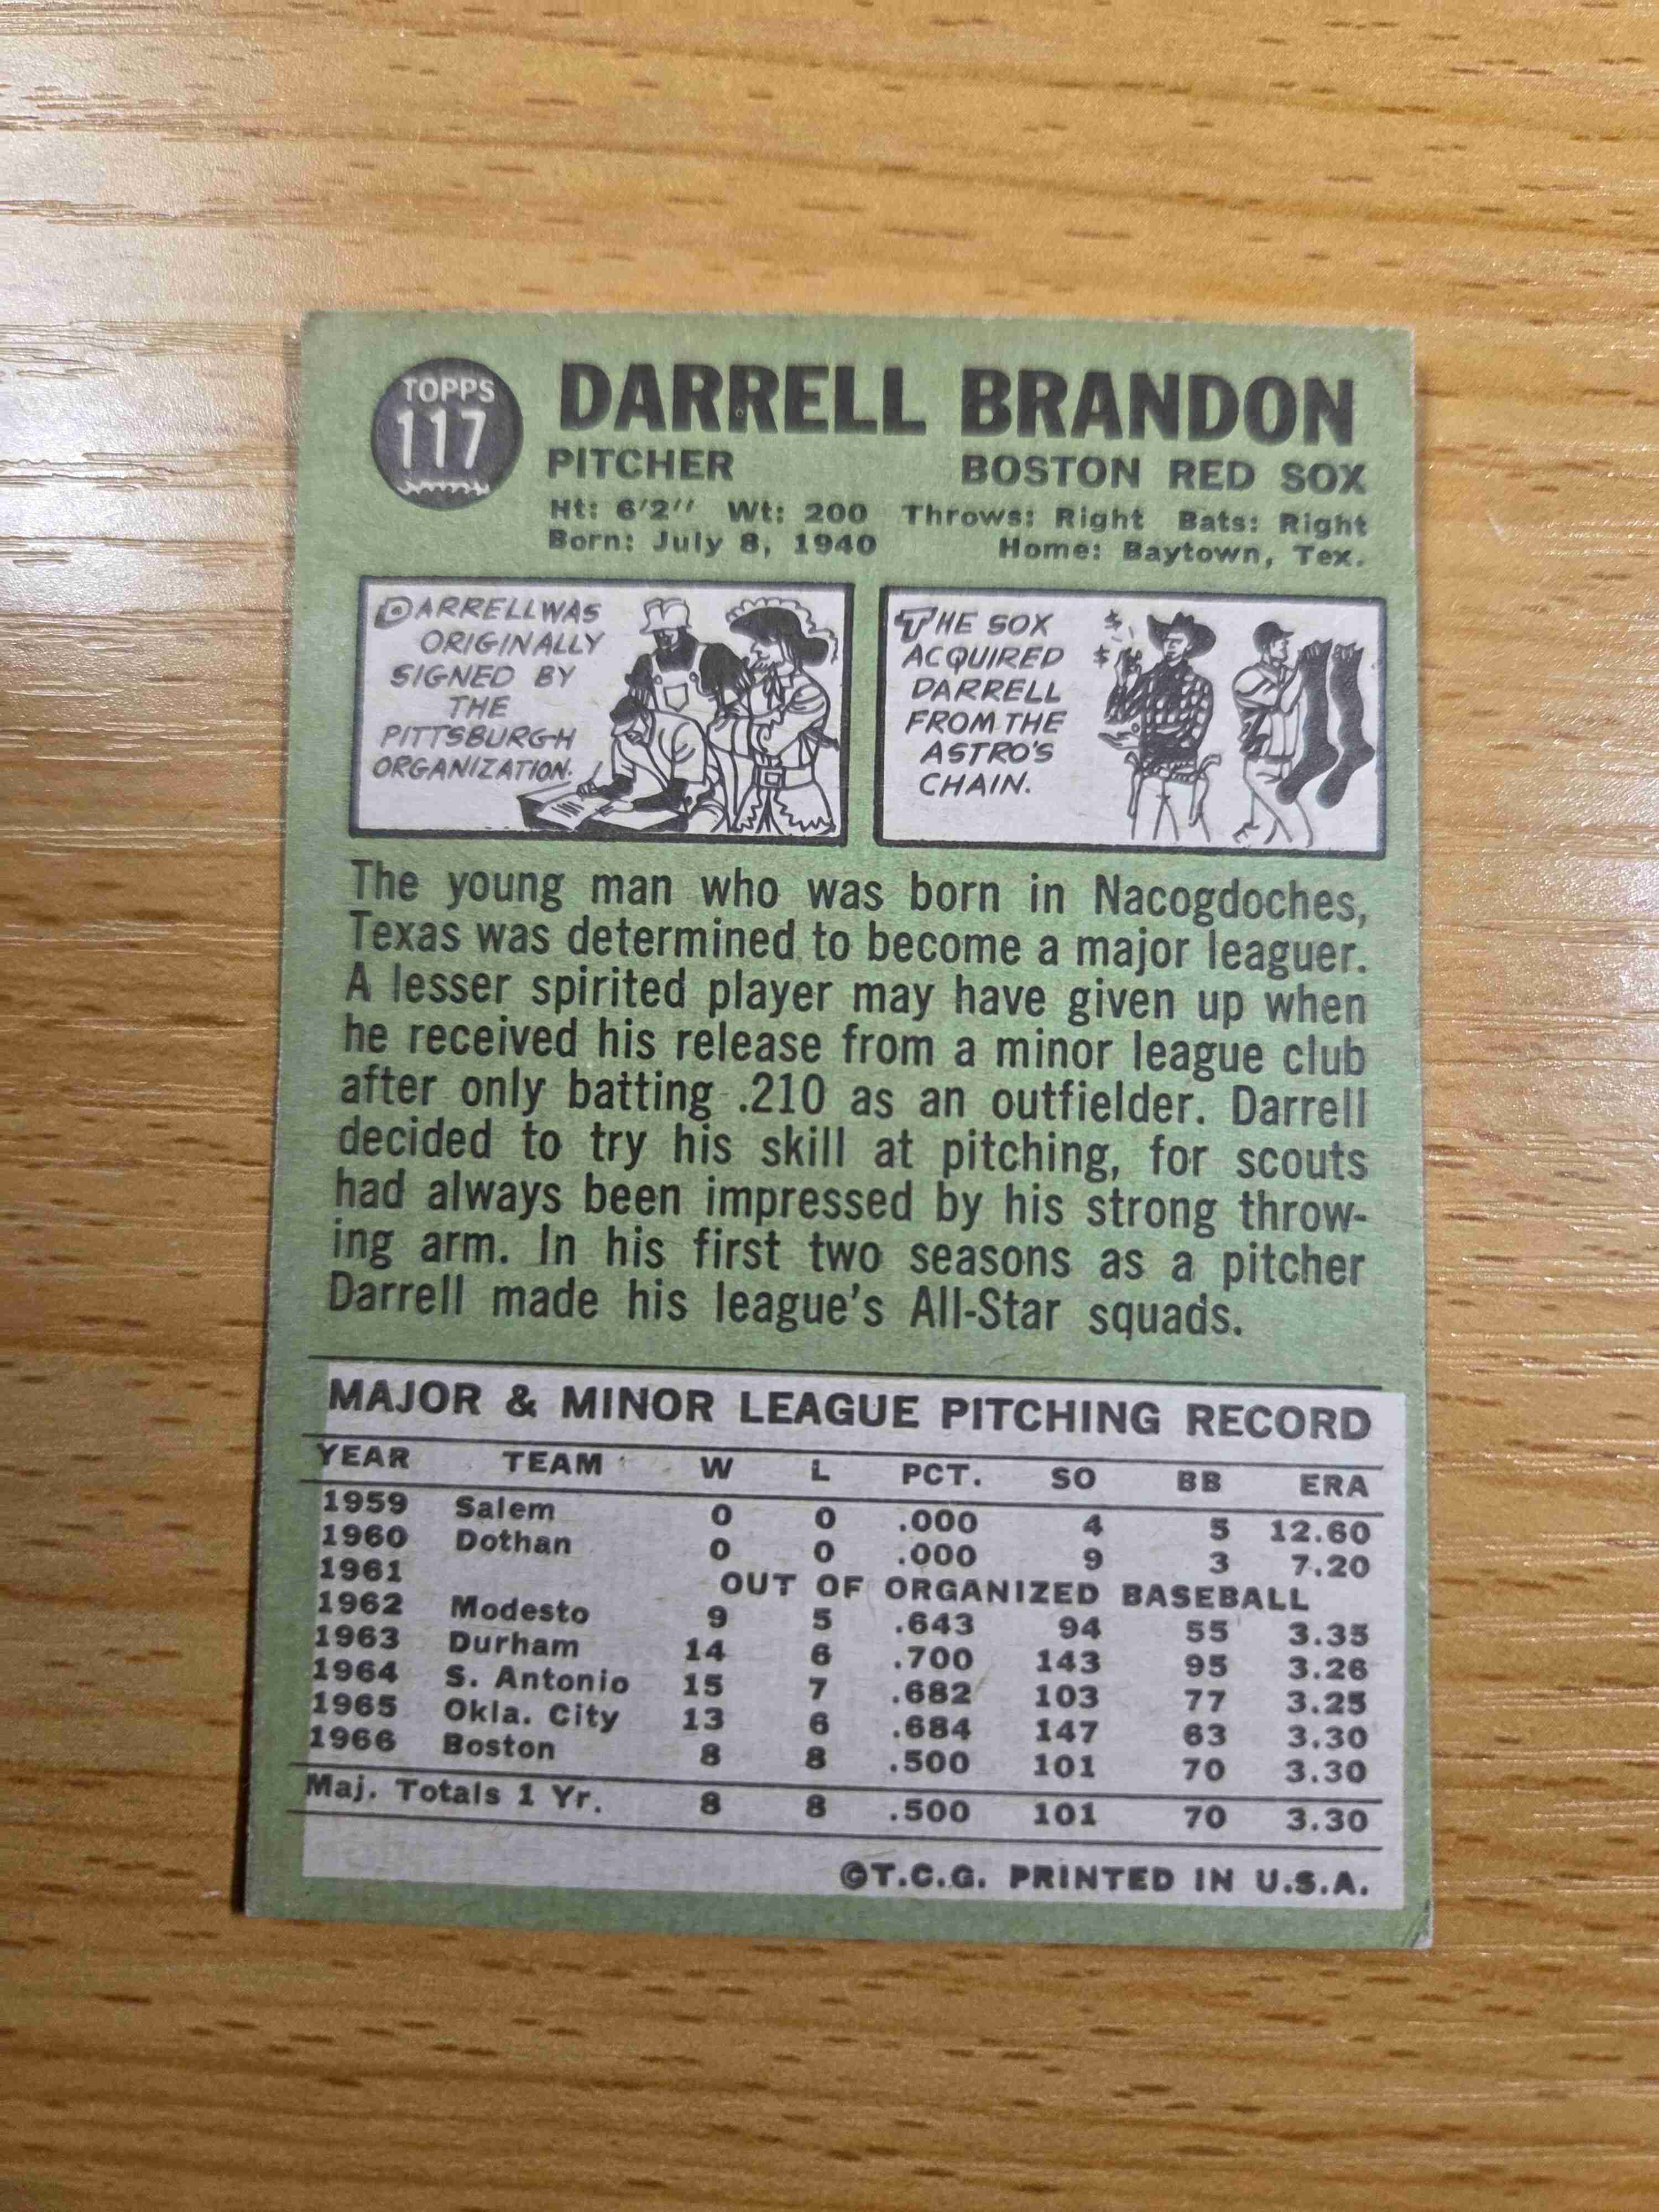 TOPPS
117
DARRELL BRANDON
PITCHER BOSTON RED SOX
Ht: 6'2'' Wt: 200 Throws: Right Bats: Right
Born: July 8, 1940 Home: Baytown, Tex.
DARRELL WAS
ORIGINALLY
SIGNED BY
THE
PITTSBURGH
ORGANIZATION.
THE SOX
ACQUIRED
DARRELL
FROM THE
ASTRO'S
CHAIN.
$
$
The young man who was born in Nacogdoches,
Texas was determined to become a major leaguer.
A lesser spirited player may have given up when
he received his release from a minor league club
after only batting .210 as an outfielder. Darrell
decided to try his skill at pitching, for scouts
had always been impressed by his strong throw-
ing arm. In his first two seasons as a pitcher
Darrell made his league's All-Star squads.
MAJOR & MINOR LEAGUE PITCHING RECORD
YEAR TEAM W L PCT. SO BB ERA
1959 Salem 0 0 .000 4 5 12.60
1960 Dothan 0 0 .000 9 3 7.20
1961 OUT OF ORGANIZED BASEBALL
1962 Modesto 9 5 .643 94 55 3.35
1963 Durham 14 6 .700 143 95 3.26
1964 S. Antonio 15 7 .682 103 77 3.25
1965 Okla. City 13 6 .684 147 63 3.30
1966 Boston 8 8 .500 101 70 3.30
Maj. Totals 1 Yr. 8 8 .500 101 70 3.30
©T.C.G. PRINTED IN U.S.A.